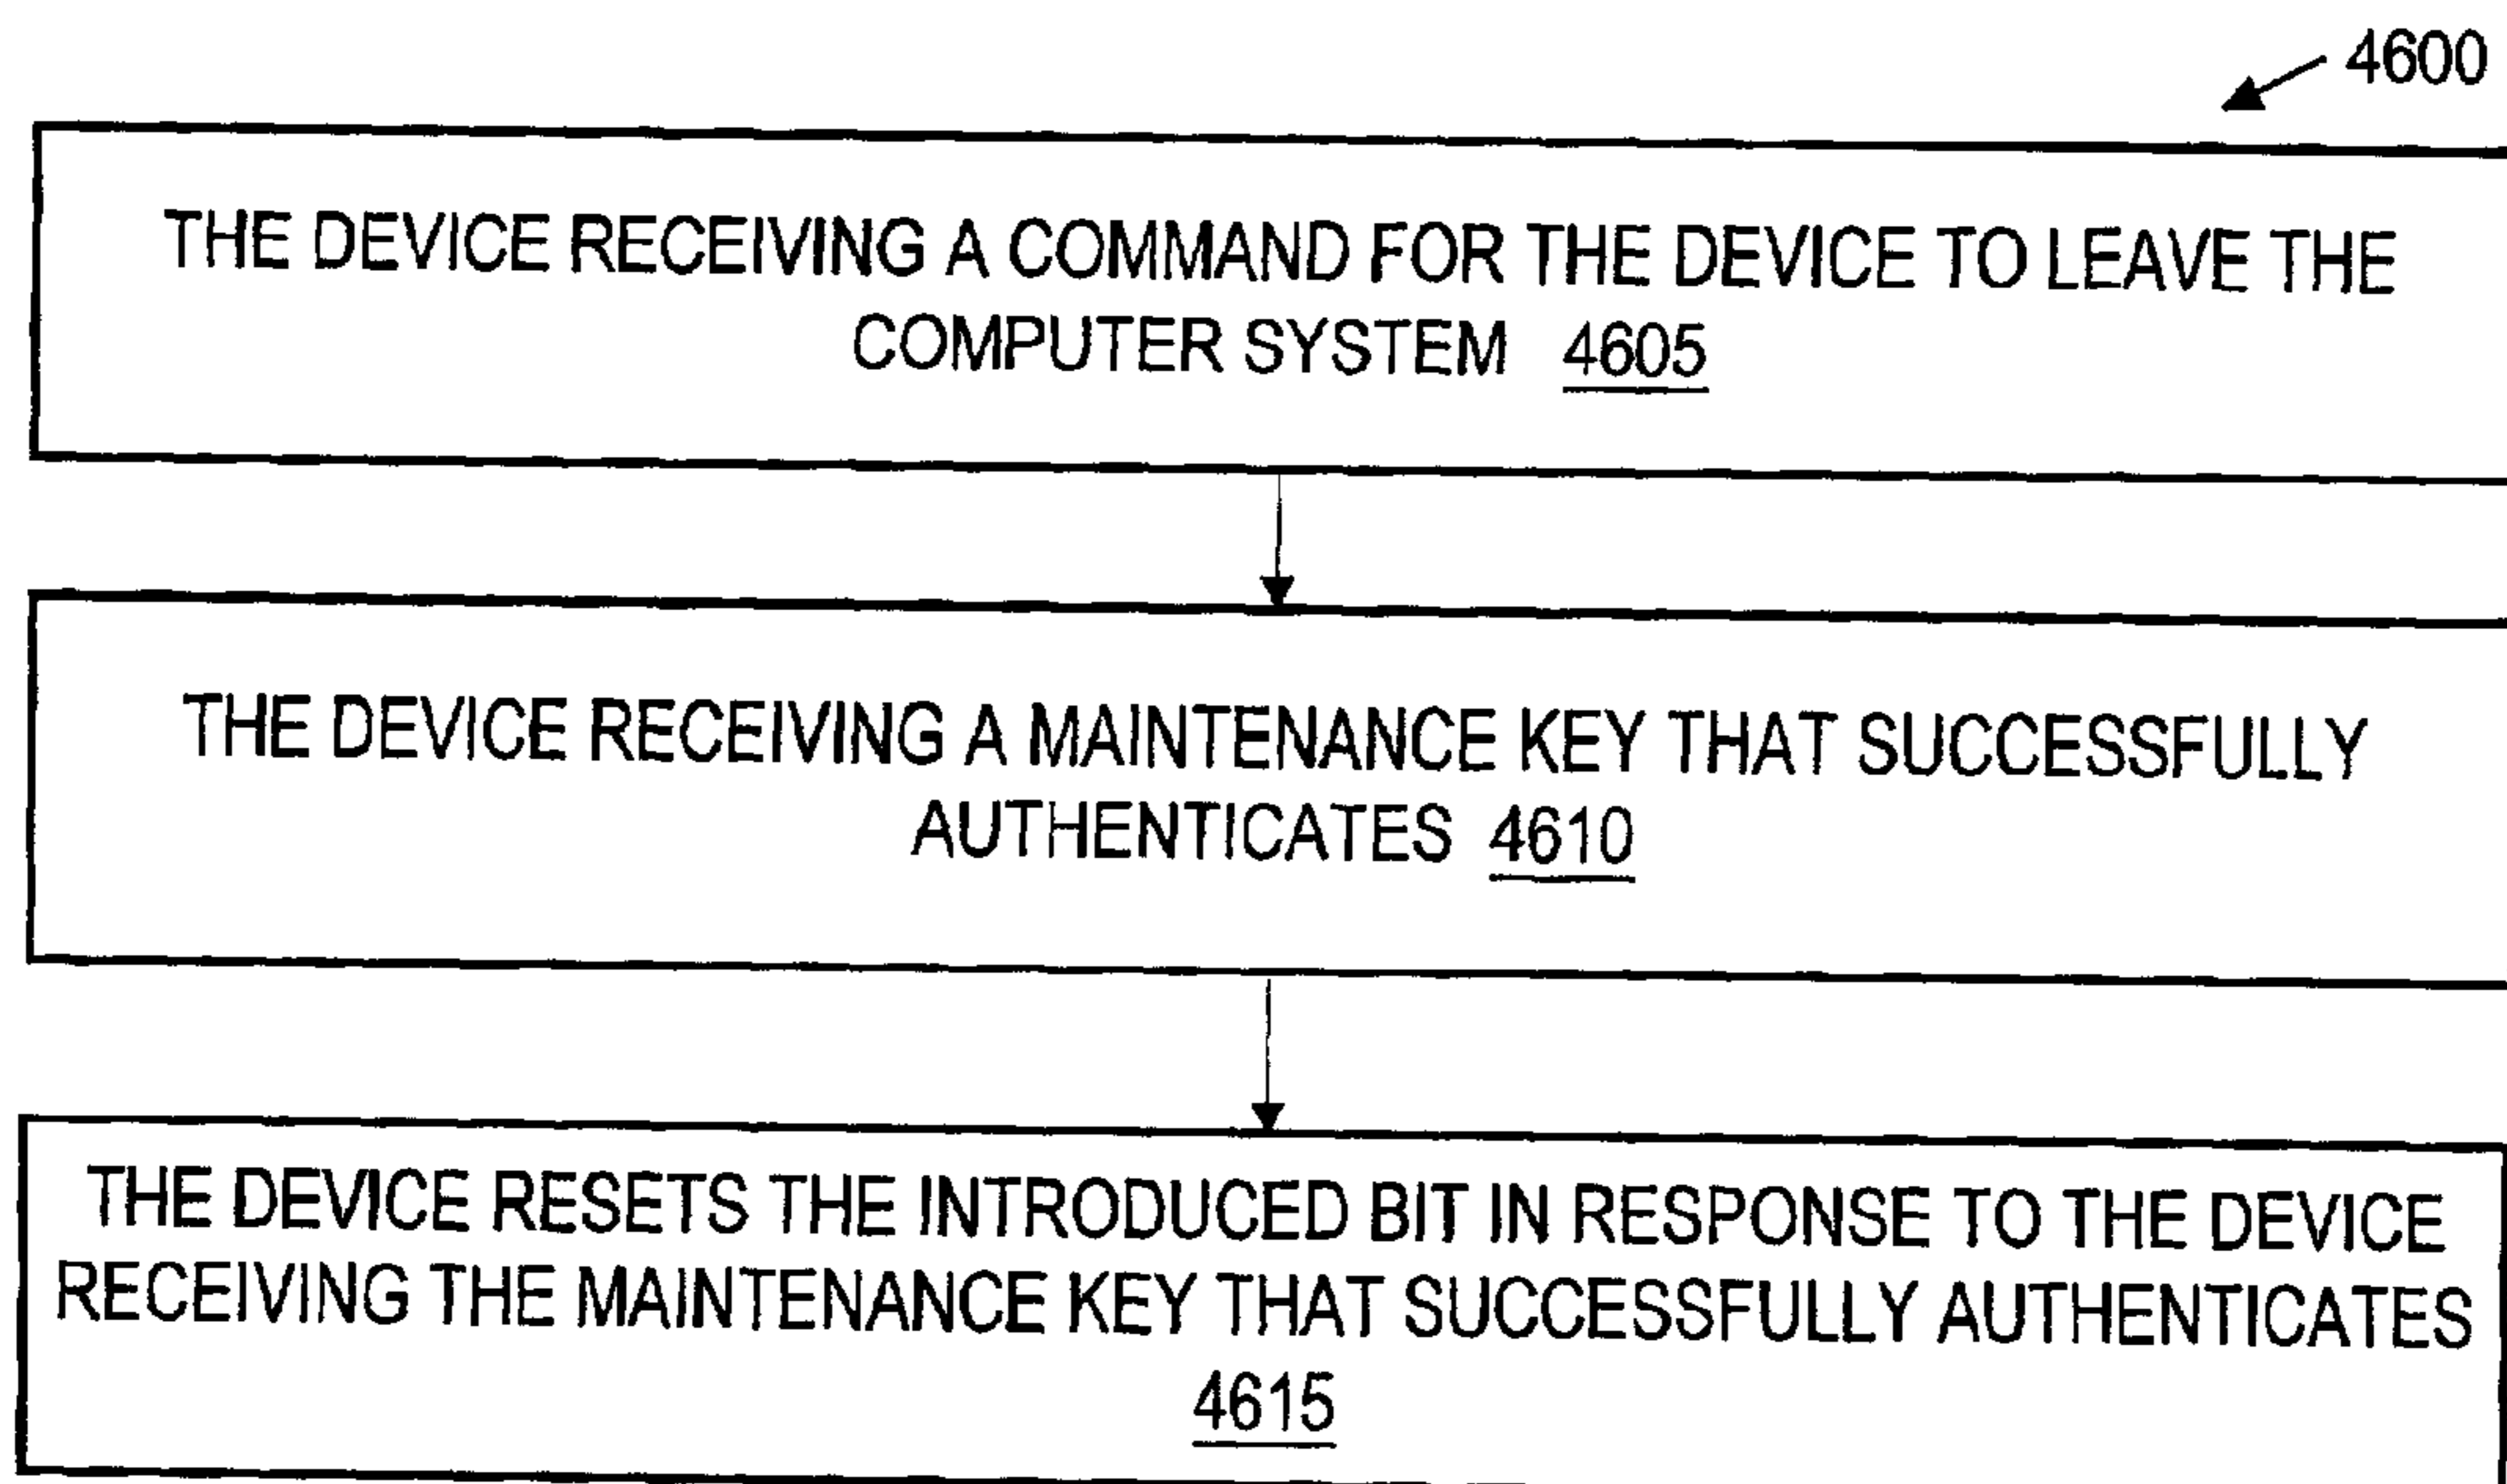 4600
THE DEVICE RECEIVING A COMMAND FOR THE DEVICE TO LEAVE THE
COMPUTER SYSTEM 4605
THE DEVICE RECEIVING A MAINTENANCE KEY THAT SUCCESSFULLY
AUTHENTICATES 4610
THE DEVICE RESETS THE INTRODUCED BIT IN RESPONSE TO THE DEVICE
RECEIVING THE MAINTENANCE KEY THAT SUCCESSFULLY AUTHENTICATES
4615